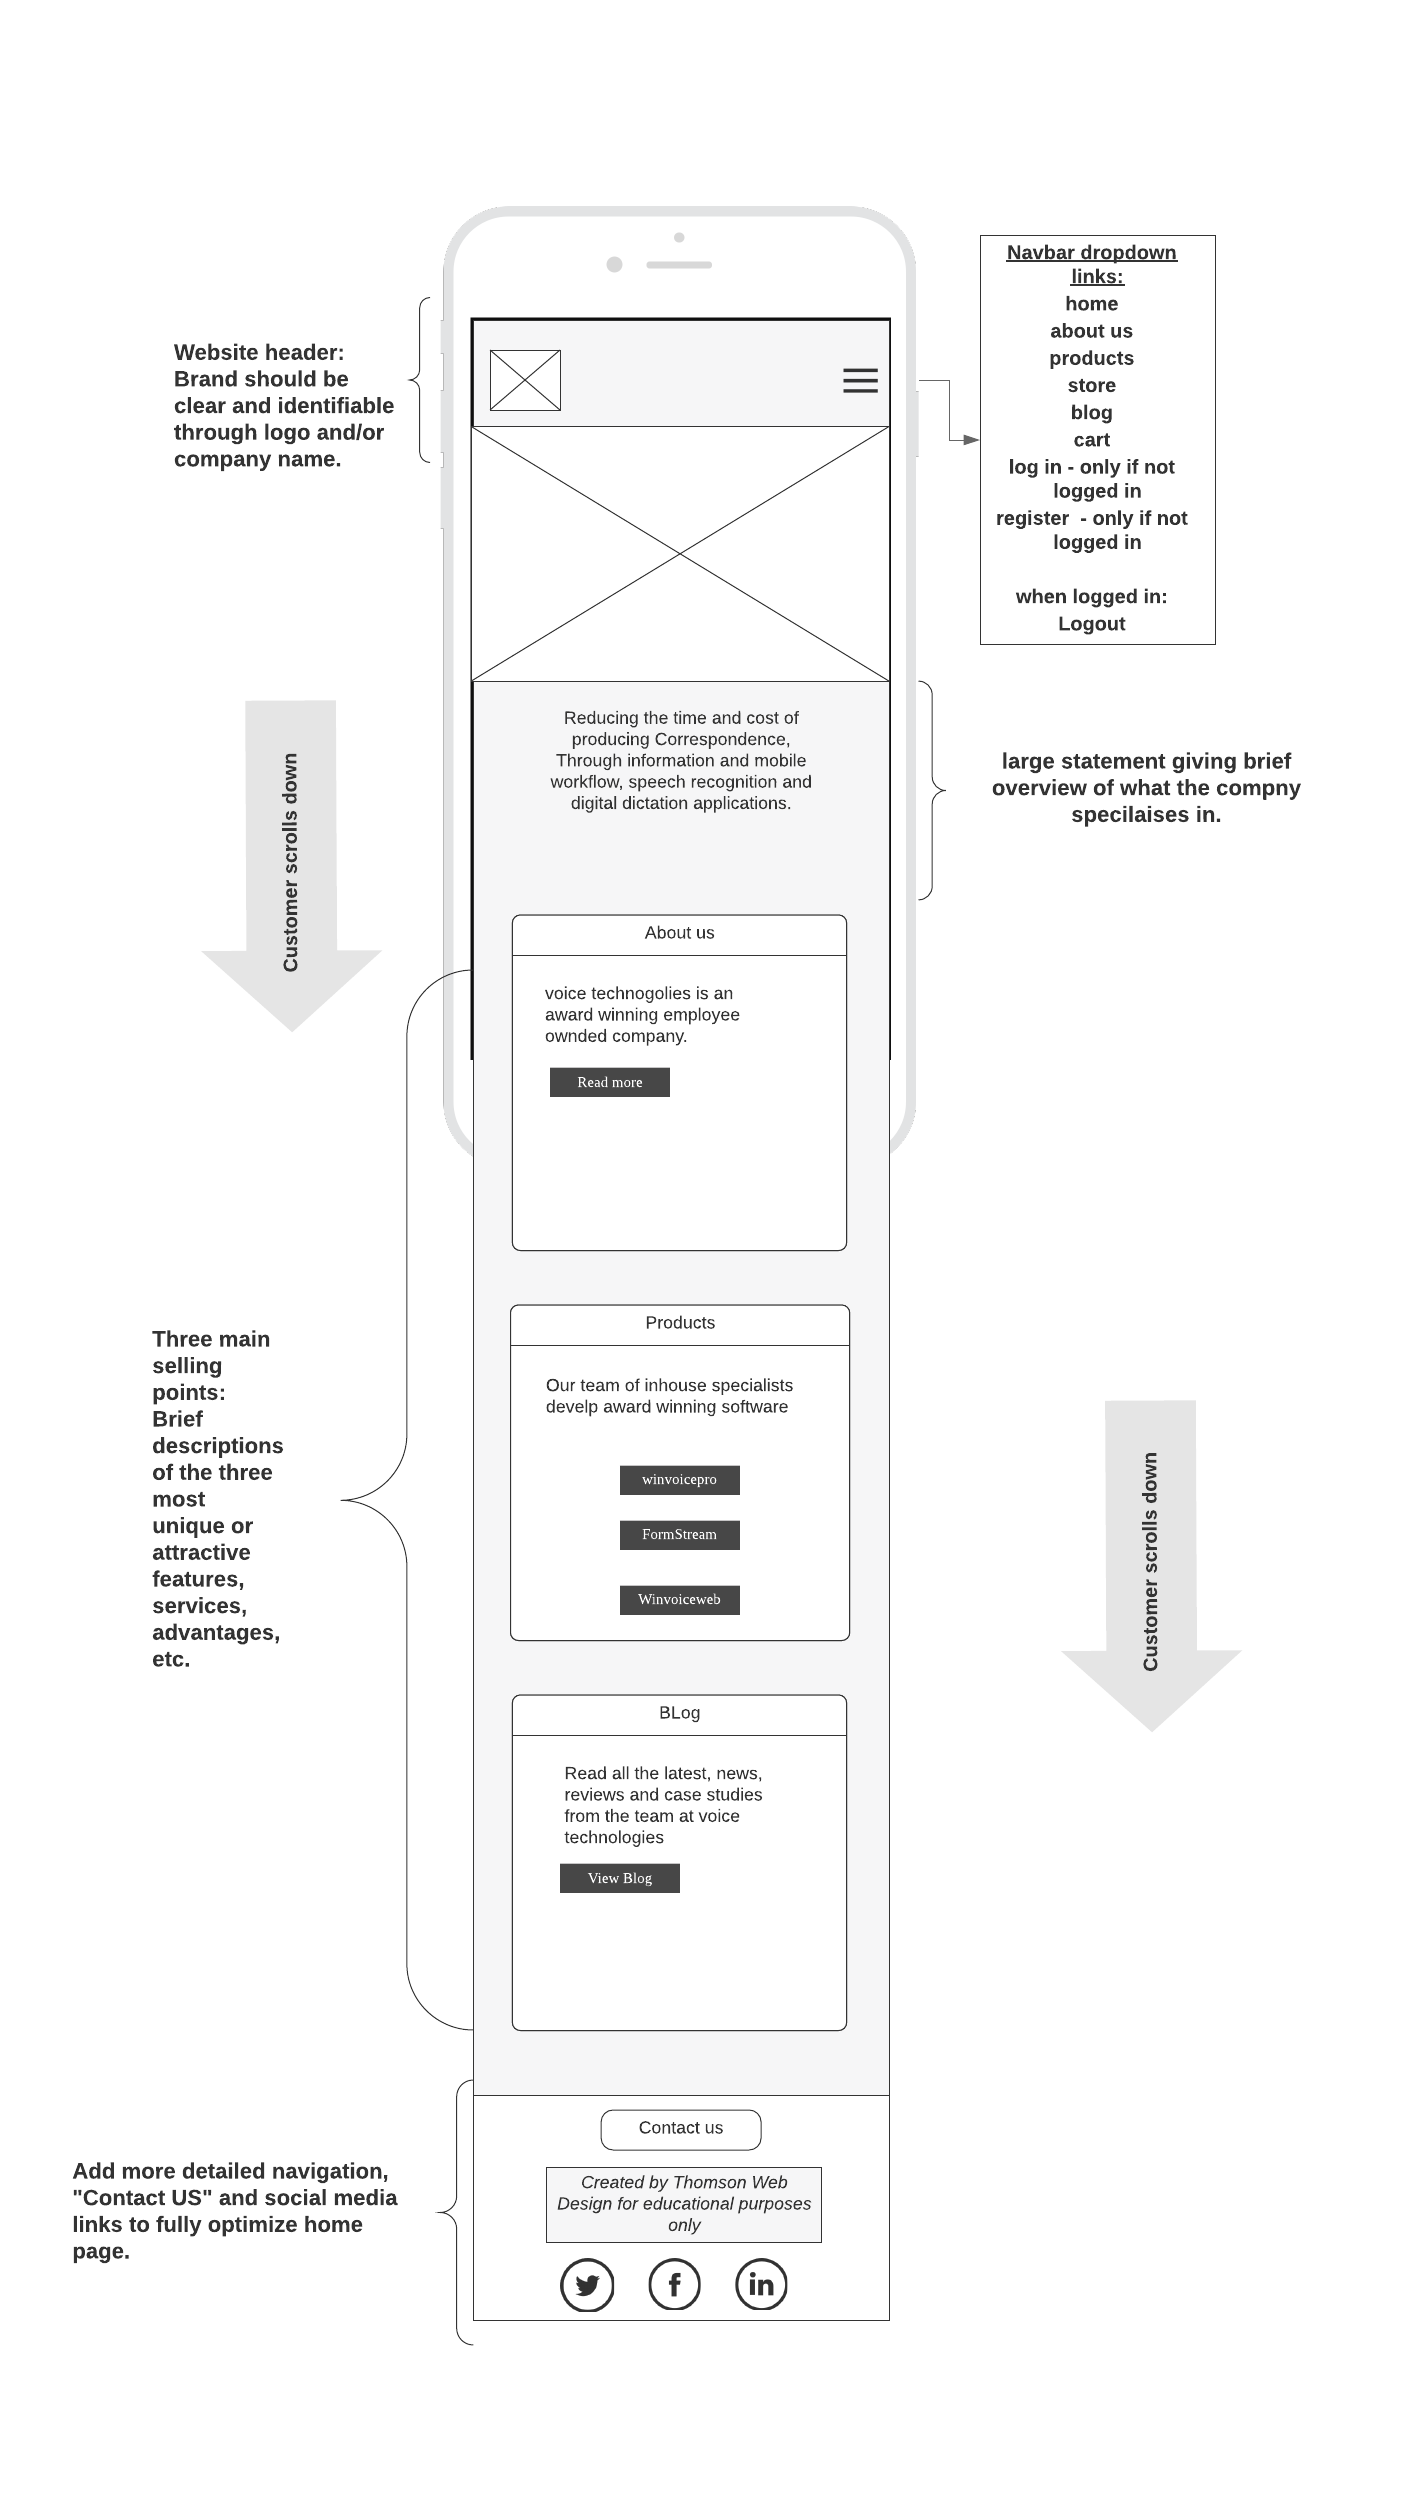 Navbar dropdown
links:
home
about us
products
store
blog
cart
log in - only if not
logged in
register  - only if not
logged in
when logged in:
Logout
Website header:
Brand should be
clear and identifiable
through logo and/or
company name.
Reducing the time and cost of
producing Correspondence,
Through information and mobile
workflow, speech recognition and
digital dictation applications.
large statement giving brief
overview of what the compny
specilaises in.
Customer scrolls down
About us
voice technogolies is an
award winning employee
ownded company.
Read more
Three main
selling
points:
Brief
descriptions
of the three
most
unique or
attractive
features,
services,
advantages,
etc.
Products
Our team of inhouse specialists
develp award winning software
winvoicepro
FormStream
Winvoiceweb
Customer scrolls down
BLog
Read all the latest, news,
reviews and case studies
from the team at voice
technologies
View Blog
Contact us
Add more detailed navigation,
"Contact US" and social media
links to fully optimize home
page.
Created by Thomson Web
Design for educational purposes
only
f
in